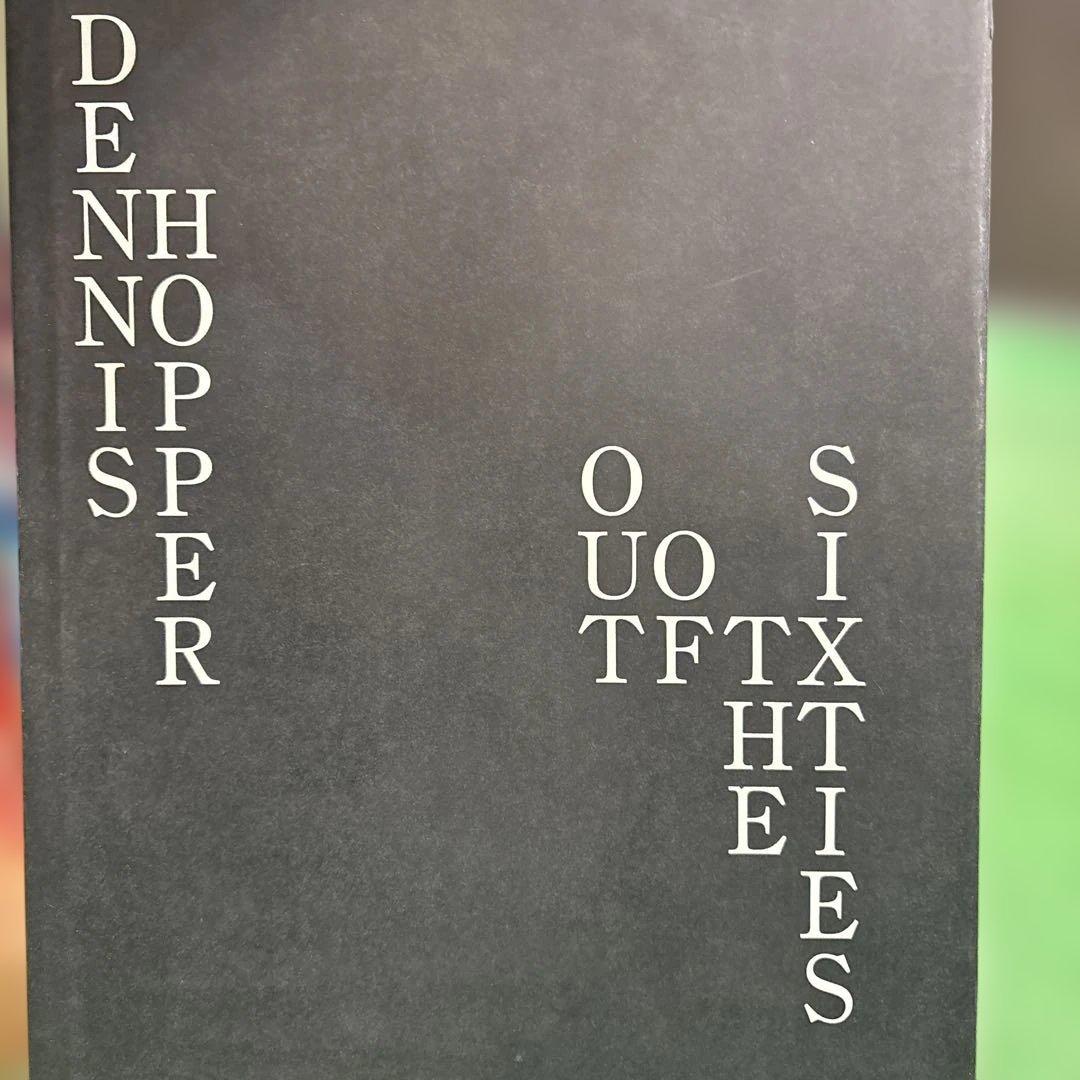 DENNIS
HOPPER
OUT
OF
THE
SIXTIES